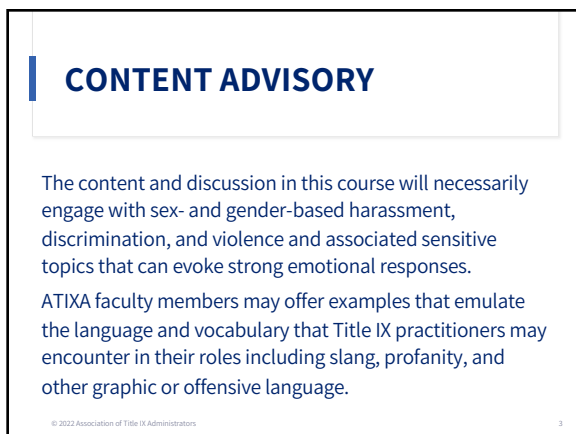 CONTENT ADVISORY
The content and discussion in this course will necessarily
engage with sex- and gender-based harassment,
discrimination, and violence and associated sensitive
topics that can evoke strong emotional responses.
ATIXA faculty members may offer examples that emulate
the language and vocabulary that Title IX practitioners may
encounter in their roles including slang, profanity, and
other graphic or offensive language.
© 2022 Association of Title IX Administrators
3